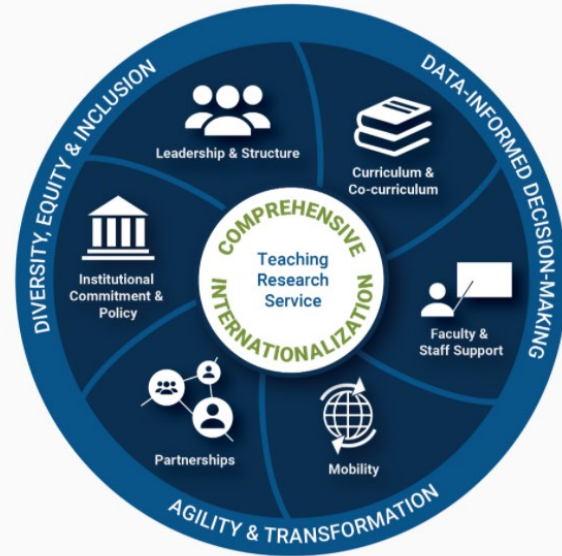 DIVERSITY, EQUITY & INCLUSION
DATA-INFORMED DECISION-MAKING
AGILITY & TRANSFORMATION
Leadership & Structure
Curriculum &
Co-curriculum
Institutional
Commitment &
Policy
COMPREHENSIVE
Teaching
Research
Service
INTERNATIONALIZATION
Faculty &
Staff Support
Partnerships
Mobility